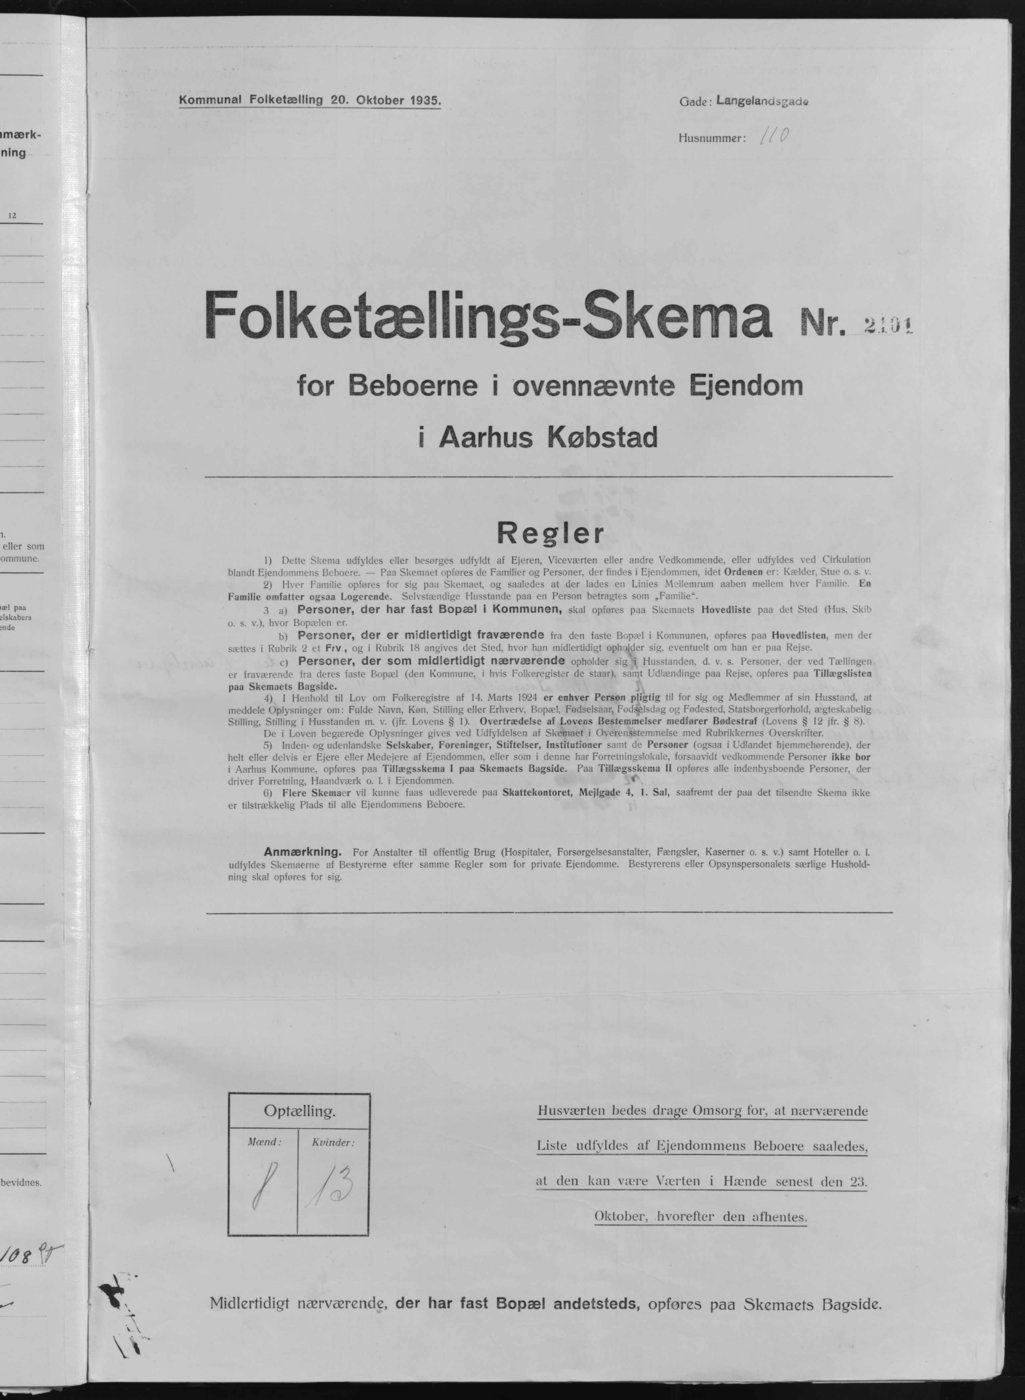 Kommunal Folketælling 20. Oktober 1935.
Gade: Langelandsgade
Husnummer: 110
mærk-
ning
12
Folketællings-Skema Nr. 2101
for Beboerne i ovennævnte Ejendom
i Aarhus Købstad
Regler
1) Dette Skema udfyldes eller besørges udfyldt af Ejeren, Viceværten eller andre Vedkommende, eller udfyldes ved Cirkulation
blandt Ejendommens Beboere. — Paa Skemaet opføres de Familier og Personer, der findes i Ejendommen, idet Ordenen er: Kælder, Stue o. s. v.
2) Hver Familie opføres for sig paa Skemaet, og saaledes at der lades en Linies Mellemrum aaben mellem hver Familie. En
Familie omfatter ogsaa Logerende. Selvstændige Husstande paa en Person betragtes som „Familie“.
3 a) Personer, der har fast Bopæl i Kommunen, skal opføres paa Skemaets Hovedliste paa det Sted (Hus, Skib
o. s. v.), hvor Bopælen er.
b) Personer, der er midlertidigt fraværende fra den faste Bopæl i Kommunen, opføres paa Hovedlisten, men der
sættes i Rubrik 2 et Frv., og i Rubrik 18 angives det Sted, hvor han midlertidigt opholder sig, eventuelt om han er paa Rejse.
c) Personer, der som midlertidigt nærværende opholder sig i Husstanden, d. v. s. Personer, der ved Tællingen
er fraværende fra deres faste Bopæl (den Kommune, i hvis Folkeregister de staar), samt Udlændinge paa Rejse, opføres paa Tillægslisten
paa Skemaets Bagside.
4) I Henhold til Lov om Folkeregistre af 14. Marts 1924 er enhver Person pligtig til for sig og Medlemmer af sin Husstand, at
meddele Oplysninger om: Fulde Navn, Køn, Stilling eller Erhverv, Bopæl, Fødselsaar, Fødselsdag og Fødested, Statsborgerforhold, ægteskabelig
Stilling, Stilling i Husstanden m. v. (jfr. Lovens § 1). Overtrædelse af Lovens Bestemmelser medfører Bødestraf (Lovens § 12 jfr. § 8).
De i Loven begærede Oplysninger gives ved Udfyldelsen af Skemaet i Overensstemmelse med Rubrikkernes Overskrifter.
5) Inden- og udenlandske Selskaber, Foreninger, Stiftelser, Institutioner samt de Personer (ogsaa i Udlandet hjemmehørende), der
helt eller delvis er Ejere eller Medejere af Ejendommen, eller som i denne har Forretningslokale, forsaavidt vedkommende Personer ikke bor
i Aarhus Kommune, opføres paa Tillægsskema I paa Skemaets Bagside. Paa Tillægsskema II opføres alle indenbysboende Personer, der
driver Forretning, Haandværk o. l. i Ejendommen.
6) Flere Skemaer vil kunne faas udleverede paa Skattekontoret, Mejlgade 4, 1. Sal, saafremt der paa det tilsendte Skema ikke
er tilstrækkelig Plads til alle Ejendommens Beboere.
Anmærkning. For Anstalter til offentlig Brug (Hospitaler, Forsørgelsesanstalter, Fængsler, Kaserner o. s. v.) samt Hoteller o. l.
udfyldes Skemaerne af Bestyrerne efter samme Regler som for private Ejendomme. Bestyrerens eller Opsynspersonalets særlige Hushold-
ning skal opføres for sig.
eller som
ommune.
æl paa
elskabers
ende
bevidnes.
108
Optælling.
Mænd: Kvinder:
8 13
Husværten bedes drage Omsorg for, at nærværende
Liste udfyldes af Ejendommens Beboere saaledes,
at den kan være Værten i Hænde senest den 23.
Oktober, hvorefter den afhentes.
Midlertidigt nærværende, der har fast Bopæl andetsteds, opføres paa Skemaets Bagside.